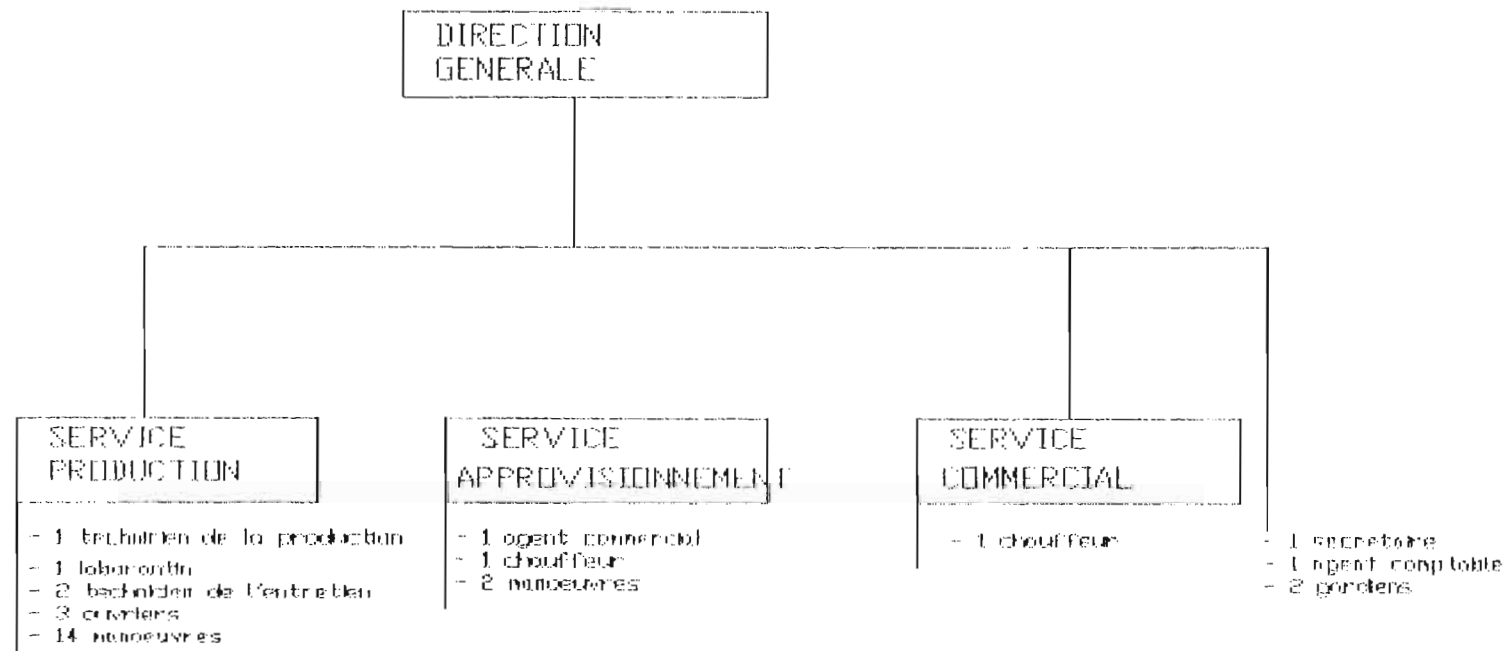 DIRECTION
GENERALE
SERVICE
PRODUCTION
- 1 technicien de la production
- 1 laborantin
- 2 technicien de l'entretien
- 3 ouvriers
- 14 manoeuvres
SERVICE
APPROVISIONNEMENT
- 1 agent commercial
- 1 chauffeur
- 2 manoeuvres
SERVICE
COMMERCIAL
- 1 chauffeur
- 1 secretaire
- 1 agent comptable
- 2 gardiens